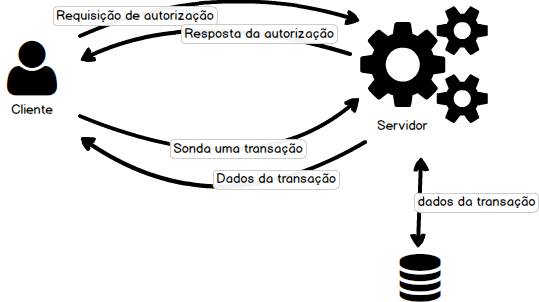 Requisição de autorização
Resposta da autorização
Cliente
Servidor
Sonda uma transação
Dados da transação
dados da transação